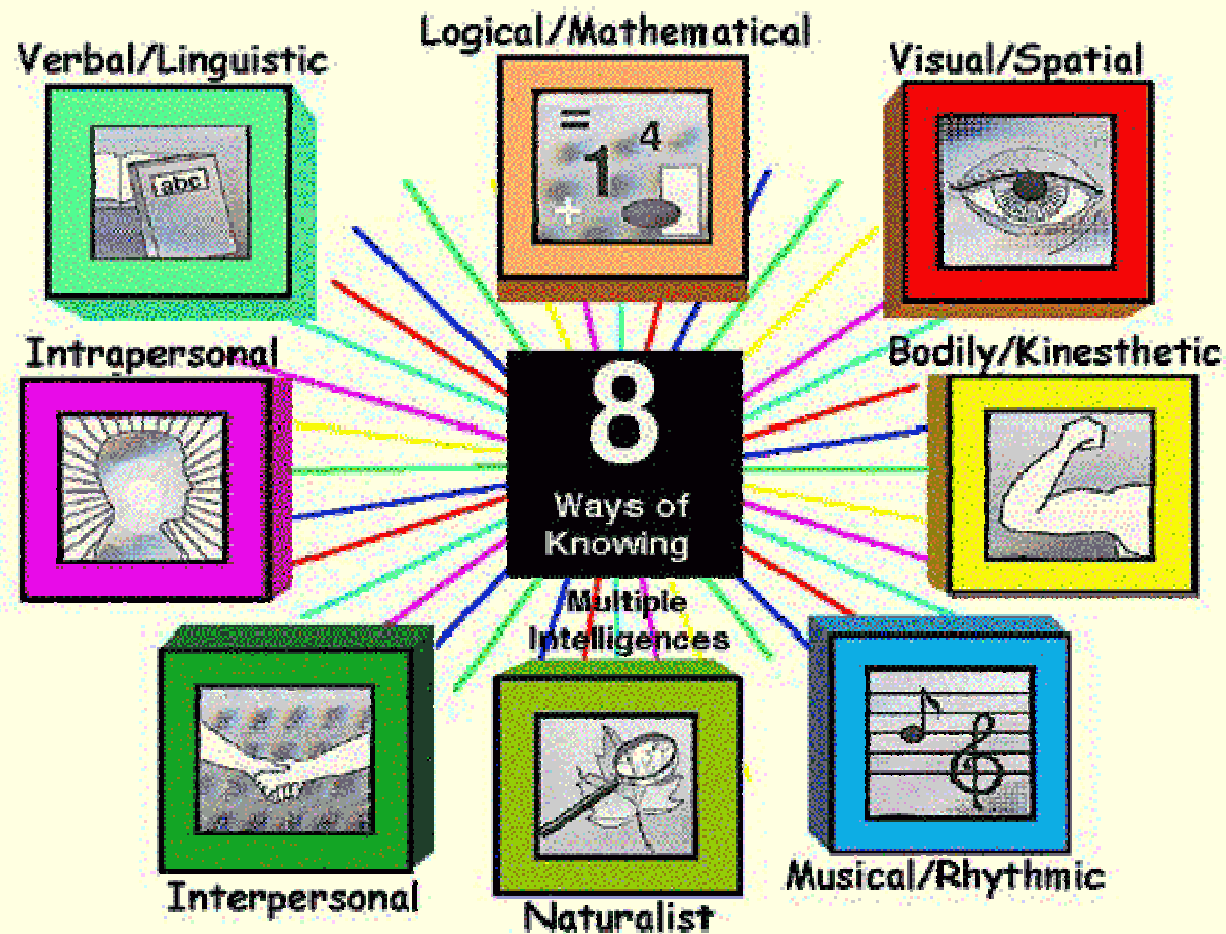 Logical/Mathematical
Verbal/Linguistic
Visual/Spatial
= 4
1
+
abc
Intrapersonal
Bodily/Kinesthetic
8
Ways of
Knowing
Multiple
Intelligences
Interpersonal
Naturalist
Musical/Rhythmic